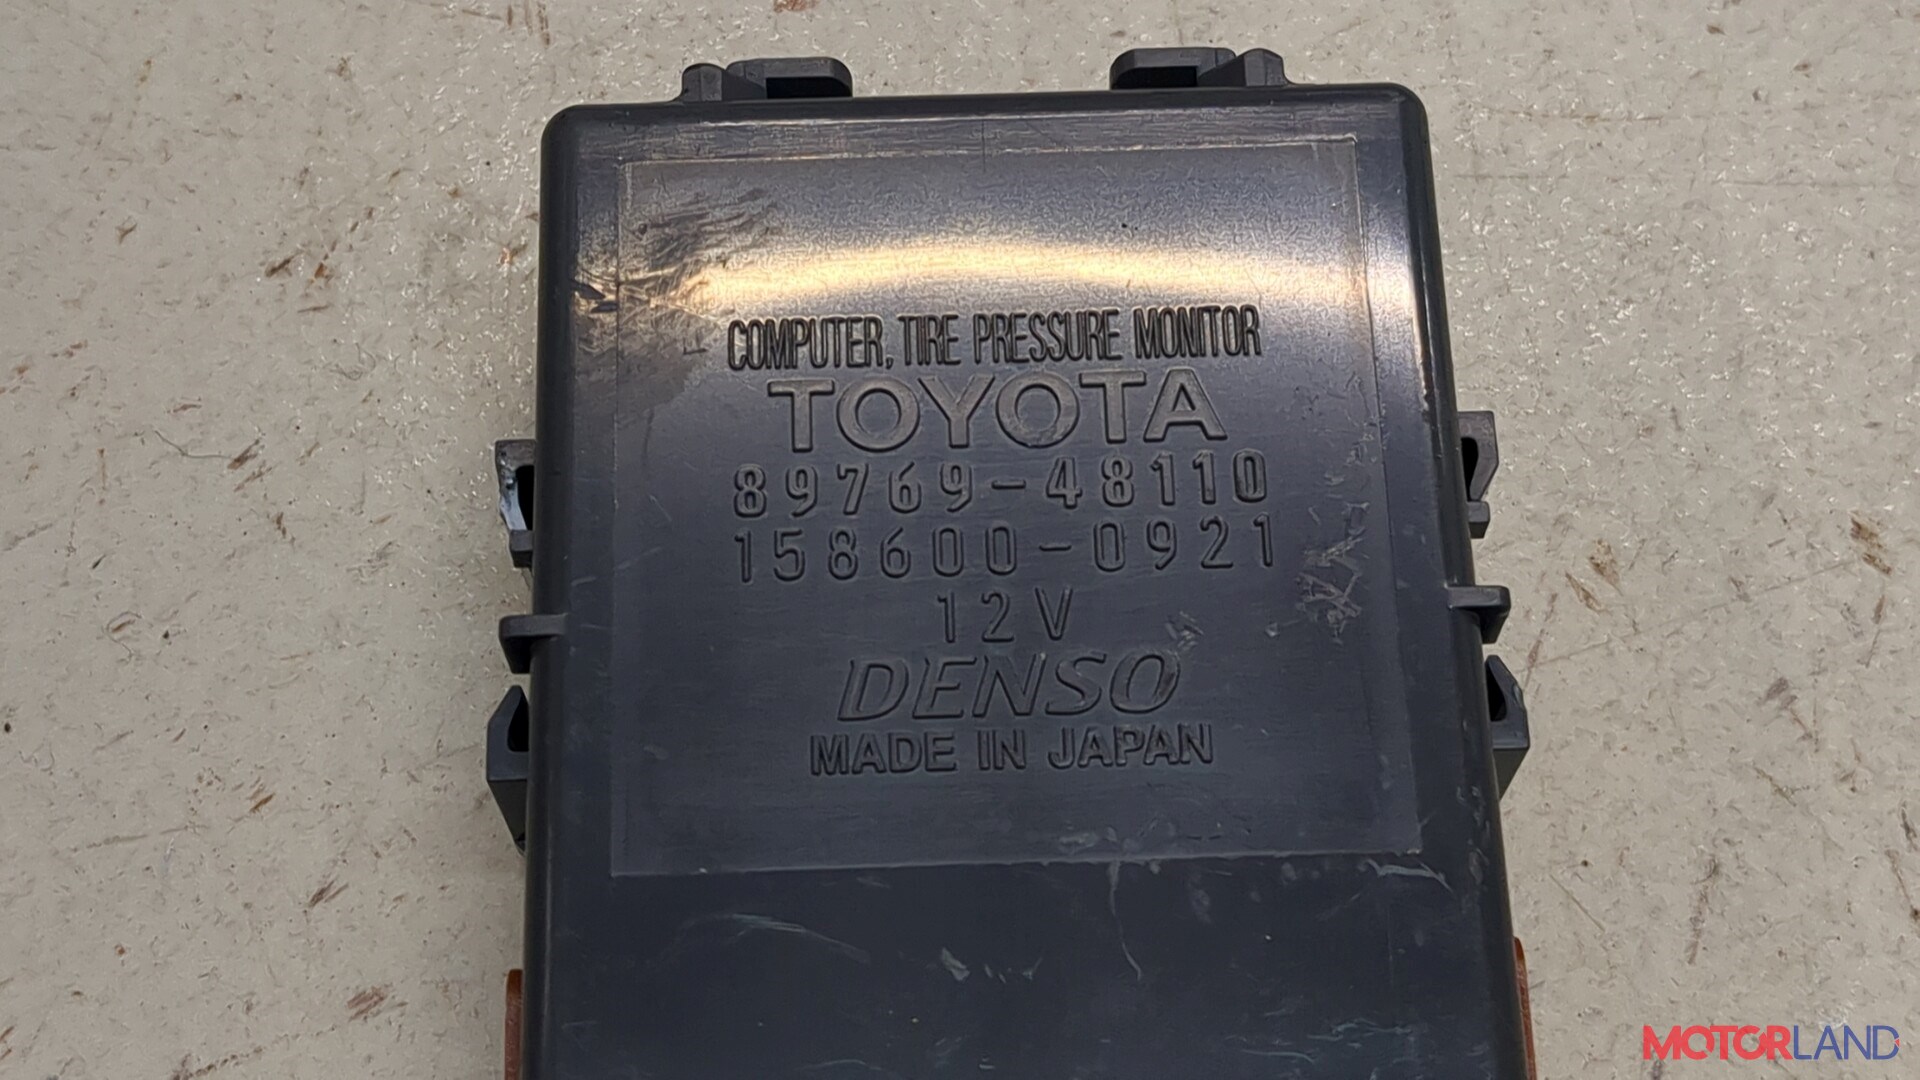 COMPUTER, TIRE PRESSURE MONITOR
TOYOTA
89769-48110
158600-0921
12V
DENSO
MADE IN JAPAN
MOTORLAND